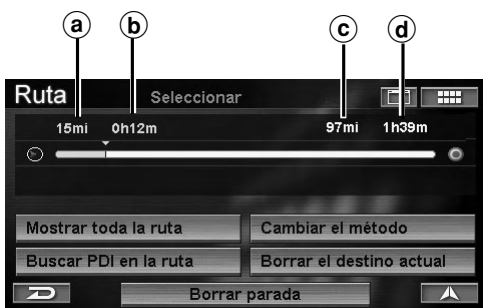 a b c d
Ruta Seleccionar
15mi 0h12m 97mi 1h39m
Mostrar toda la ruta Cambiar el método
Buscar PDI en la ruta Borrar el destino actual
Borrar parada